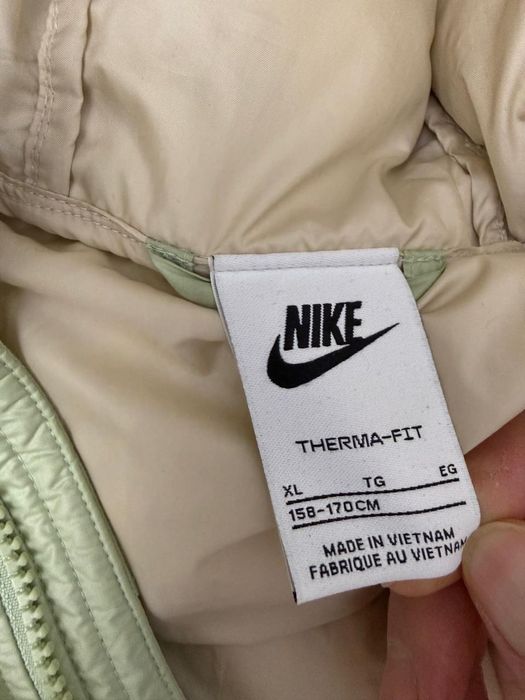 NIKE
THERMA-FIT
XL TG EG
158-170CM
MADE IN VIETNAM
FABRIQUE AU VIETNAM